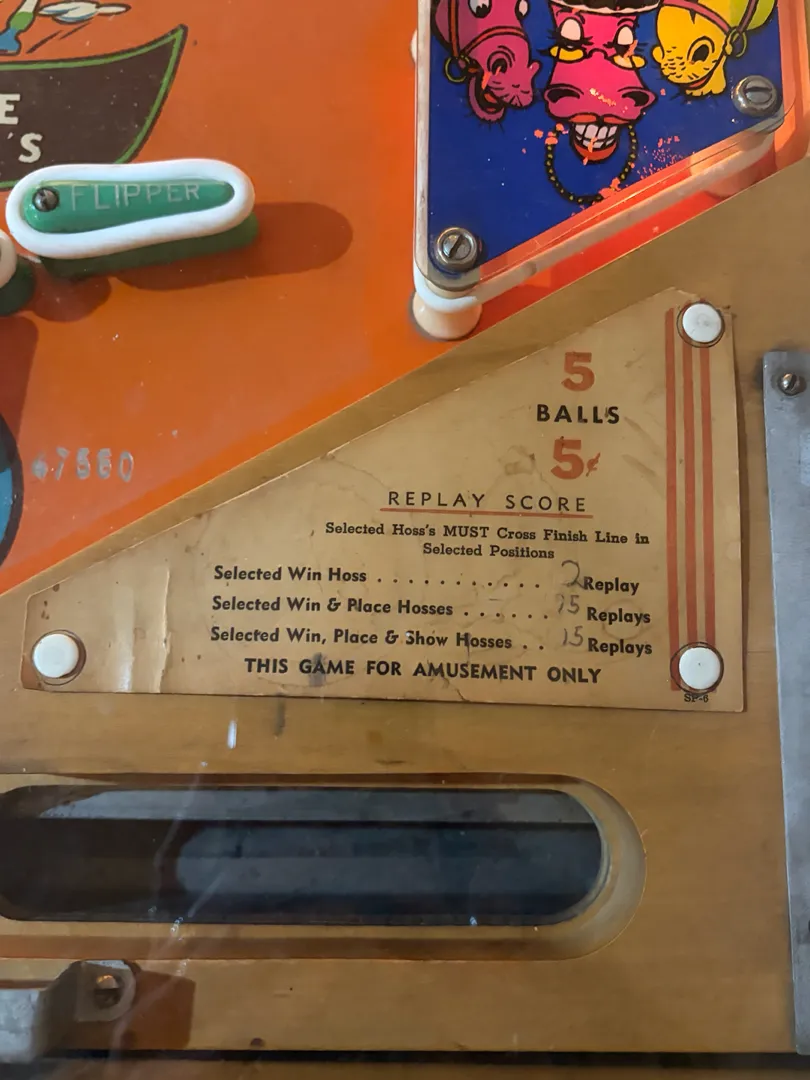 E
'S
FLIPPER
47550
5
BALLS
5¢
REPLAY SCORE
Selected Hoss's MUST Cross Finish Line in
Selected Positions
Selected Win Hoss . . . . . . . . . . . 2 Replay
Selected Win & Place Hosses . . . . . . 15 Replays
Selected Win, Place & Show Hosses . . 15 Replays
THIS GAME FOR AMUSEMENT ONLY
SP-6